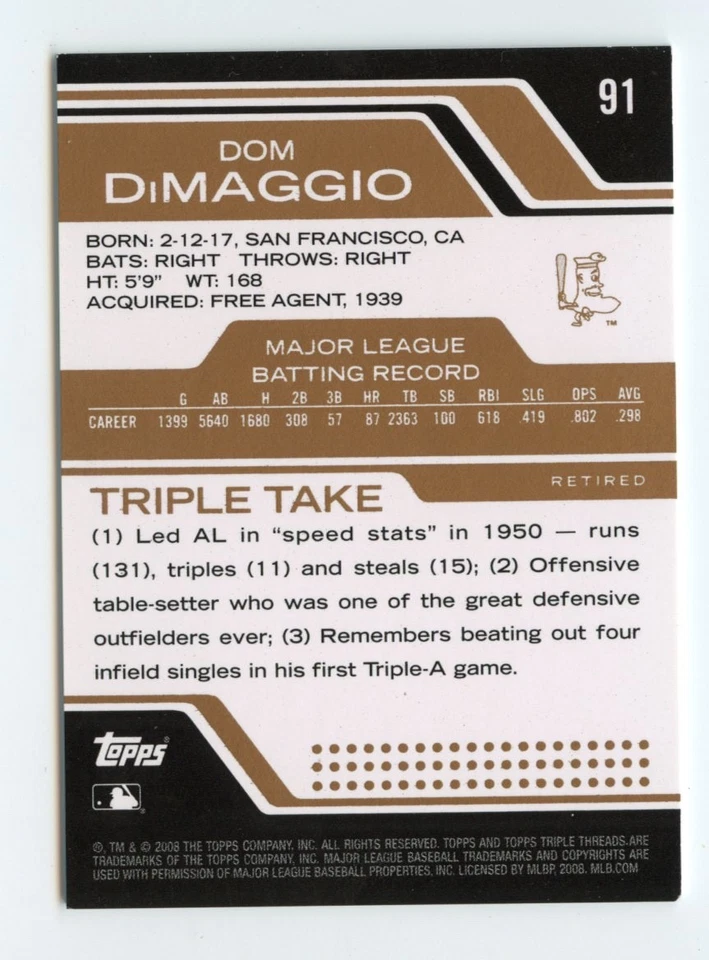 91
DOM
DiMAGGIO
BORN: 2-12-17, SAN FRANCISCO, CA
BATS: RIGHT THROWS: RIGHT
HT: 5'9" WT: 168
ACQUIRED: FREE AGENT, 1939
TM
MAJOR LEAGUE
BATTING RECORD
G AB H 2B 3B HR TB SB RBI SLG OPS AVG
CAREER 1399 5640 1680 308 57 87 2363 100 618 .419 .802 .298
RETIRED
TRIPLE TAKE
(1) Led AL in “speed stats” in 1950 — runs
(131), triples (11) and steals (15); (2) Offensive
table-setter who was one of the great defensive
outfielders ever; (3) Remembers beating out four
infield singles in his first Triple-A game.
topps®
®, TM & © 2008 THE TOPPS COMPANY, INC. ALL RIGHTS RESERVED. TOPPS AND TOPPS TRIPLE THREADS ARE
TRADEMARKS OF THE TOPPS COMPANY, INC. MAJOR LEAGUE BASEBALL TRADEMARKS AND COPYRIGHTS ARE
USED WITH PERMISSION OF MAJOR LEAGUE BASEBALL PROPERTIES, INC. LICENSED BY MLBP, 2008. MLB.COM